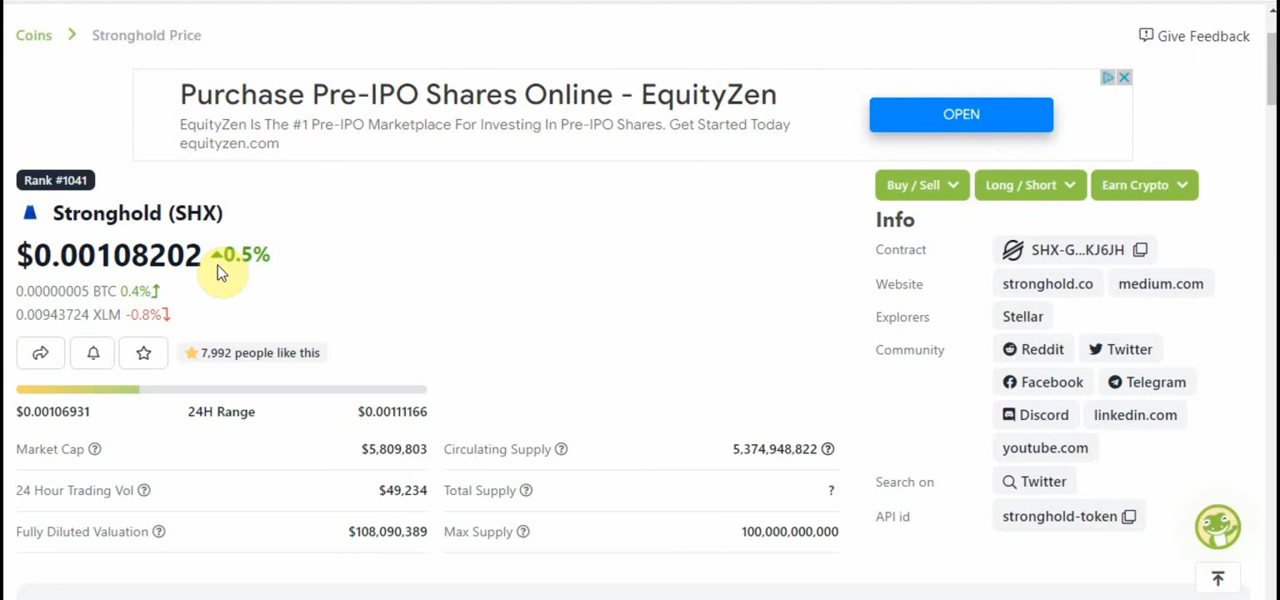 Coins > Stronghold Price
Give Feedback
Purchase Pre-IPO Shares Online - EquityZen
EquityZen Is The #1 Pre-IPO Marketplace For Investing In Pre-IPO Shares. Get Started Today
equityzen.com
OPEN
Rank #1041
Stronghold (SHX)
$0.00108202 0.5%
0.00000005 BTC 0.4%
0.00943724 XLM -0.8%
7,992 people like this
$0.00106931 24H Range $0.00111166
Market Cap $5,809,803
24 Hour Trading Vol $49,234
Fully Diluted Valuation $108,090,389
Circulating Supply 5,374,948,822
Total Supply ?
Max Supply 100,000,000,000
Buy / Sell Long / Short Earn Crypto
Info
Contract SHX-G...KJ6JH
Website stronghold.co medium.com
Explorers Stellar
Community Reddit Twitter
Facebook Telegram
Discord linkedin.com
youtube.com
Search on Twitter
API id stronghold-token